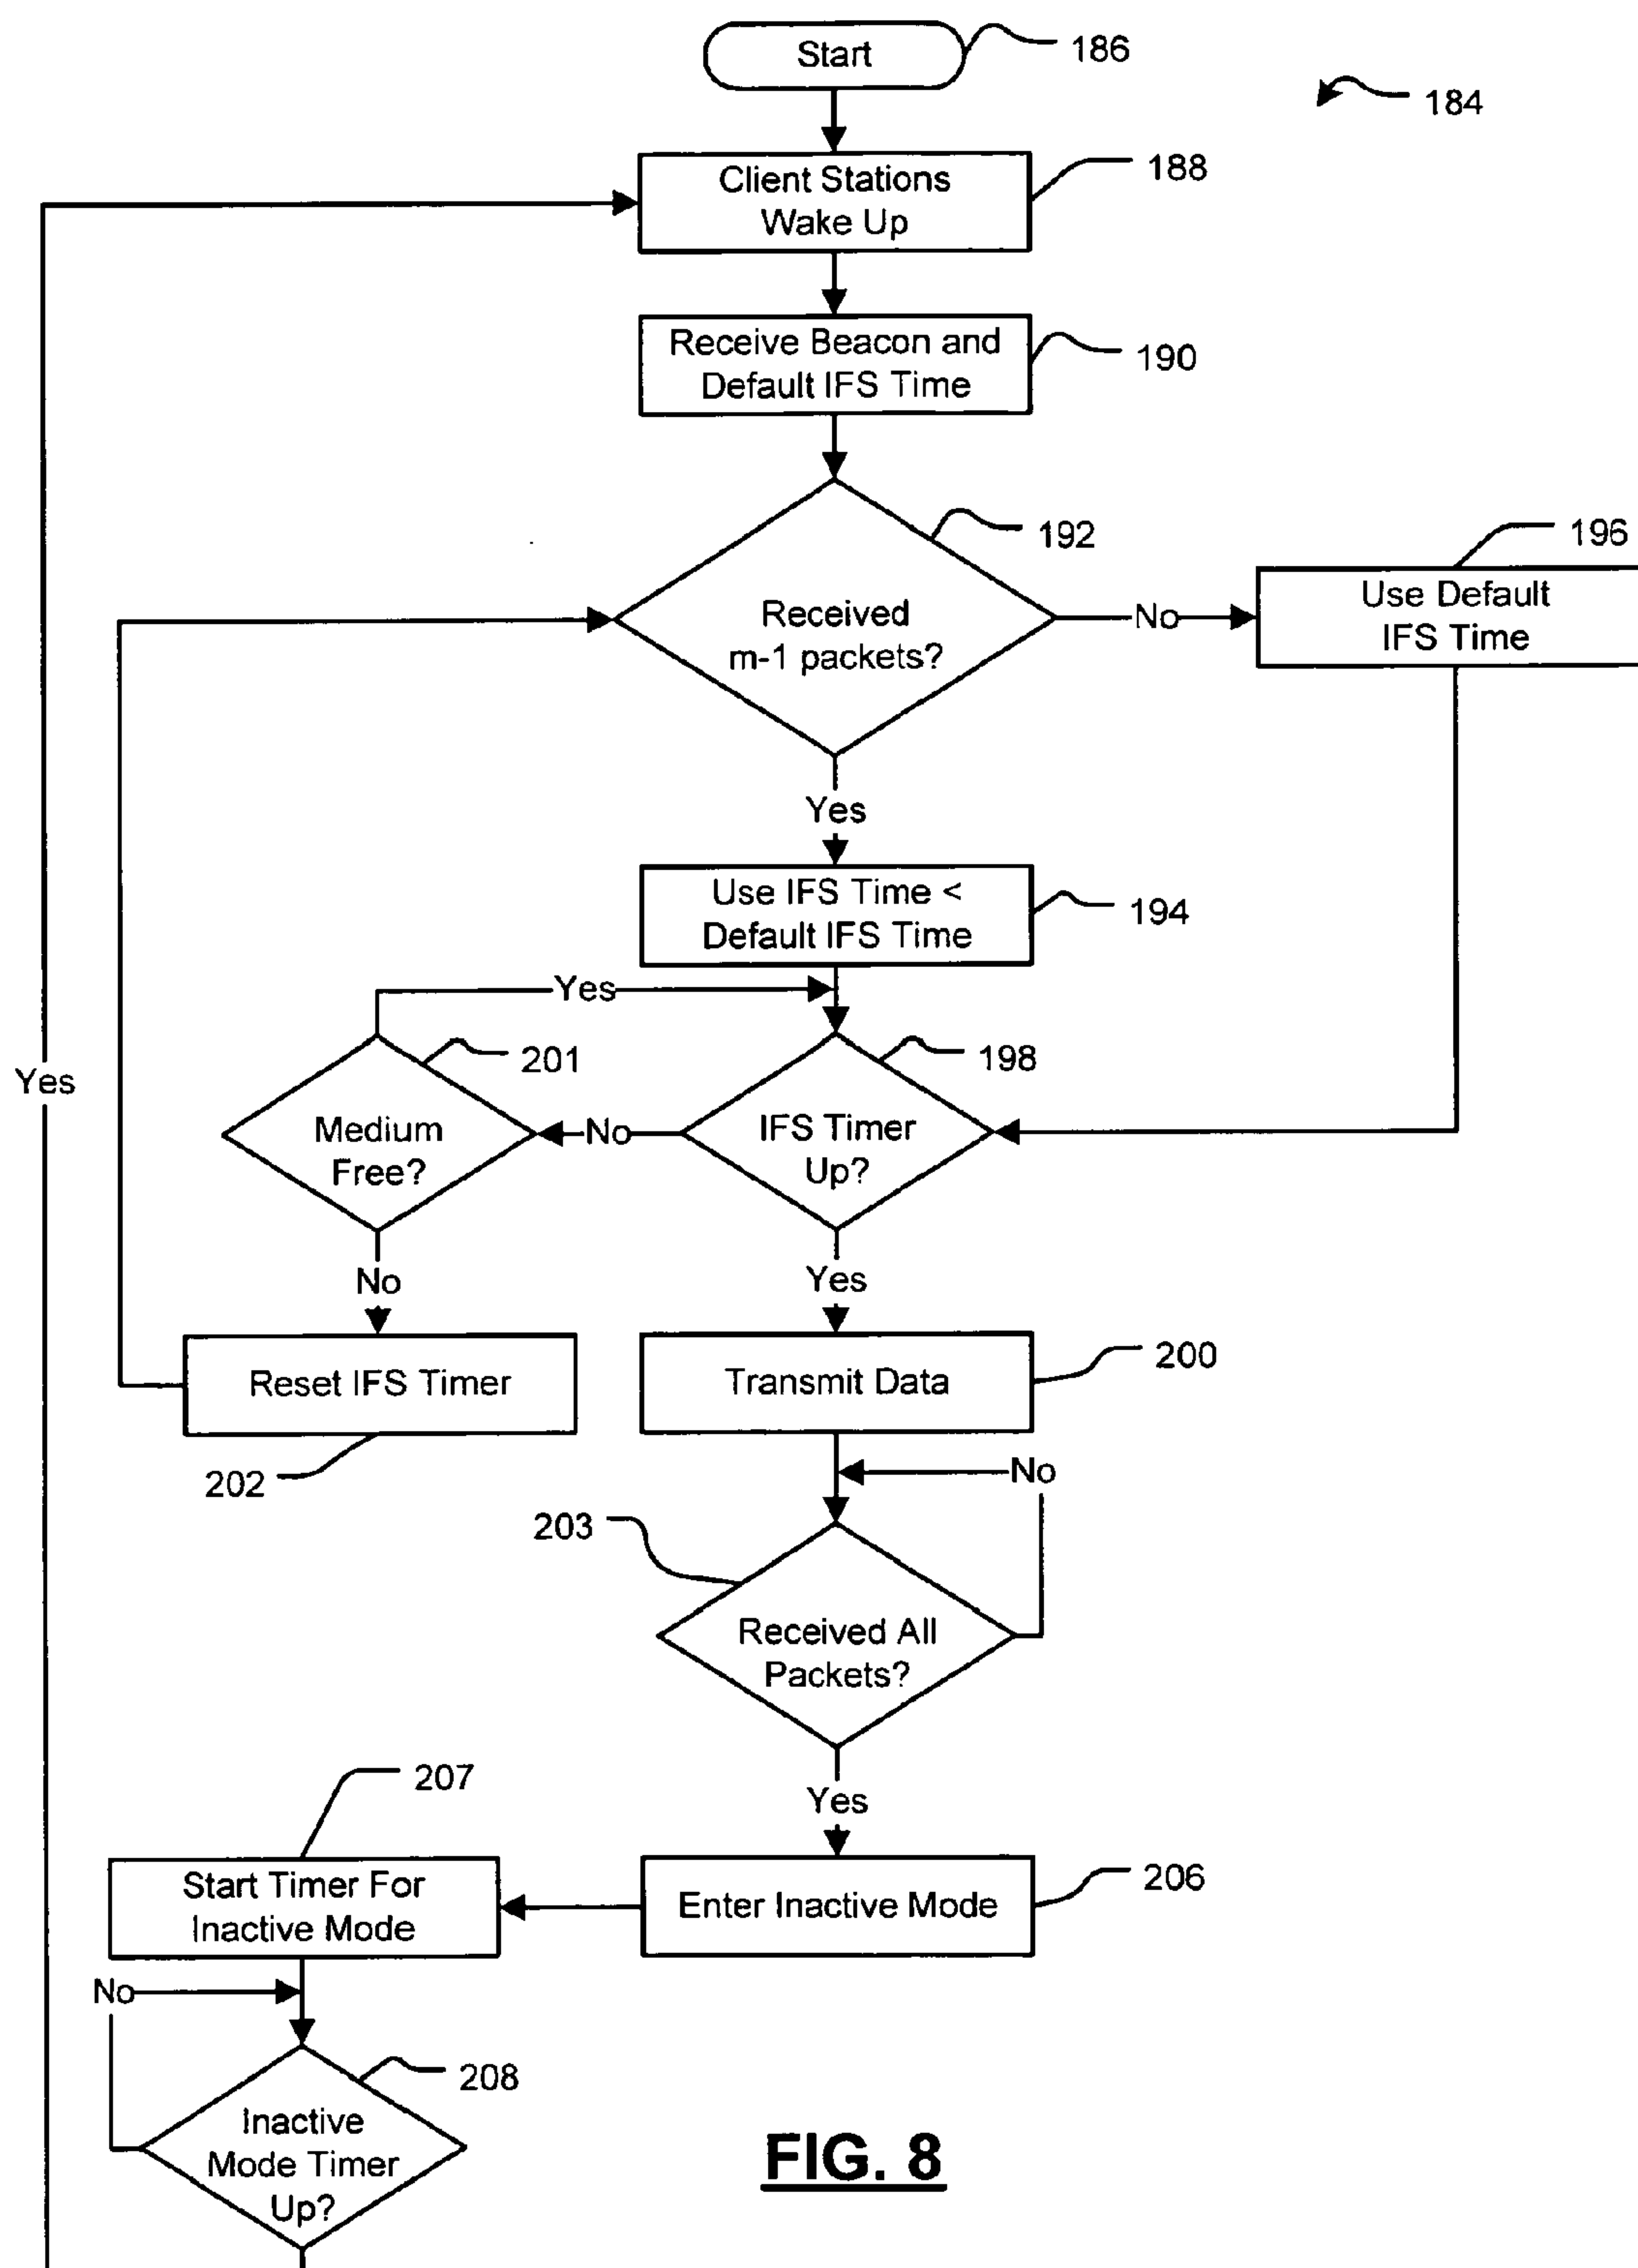 Start
186
184
Client Stations
Wake Up
188
Receive Beacon and
Default IFS Time
190
192
Received
m-1 packets?
No
196
Use Default
IFS Time
Yes
Use IFS Time <
Default IFS Time
194
Yes
201
198
Yes
Medium
Free?
No
IFS Timer
Up?
No
Yes
Reset IFS Timer
202
Transmit Data
200
No
203
Received All
Packets?
Yes
207
Start Timer For
Inactive Mode
Enter Inactive Mode
206
No
208
Inactive
Mode Timer
Up?
FIG. 8